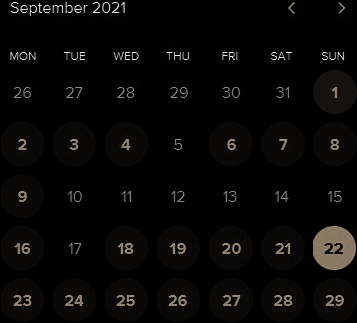 September 2021
MON TUE WED THU FRI SAT SUN
26 27 28 29 30 31 1
2 3 4 5 6 7 8
9 10 11 12 13 14 15
16 17 18 19 20 21 22
23 24 25 26 27 28 29